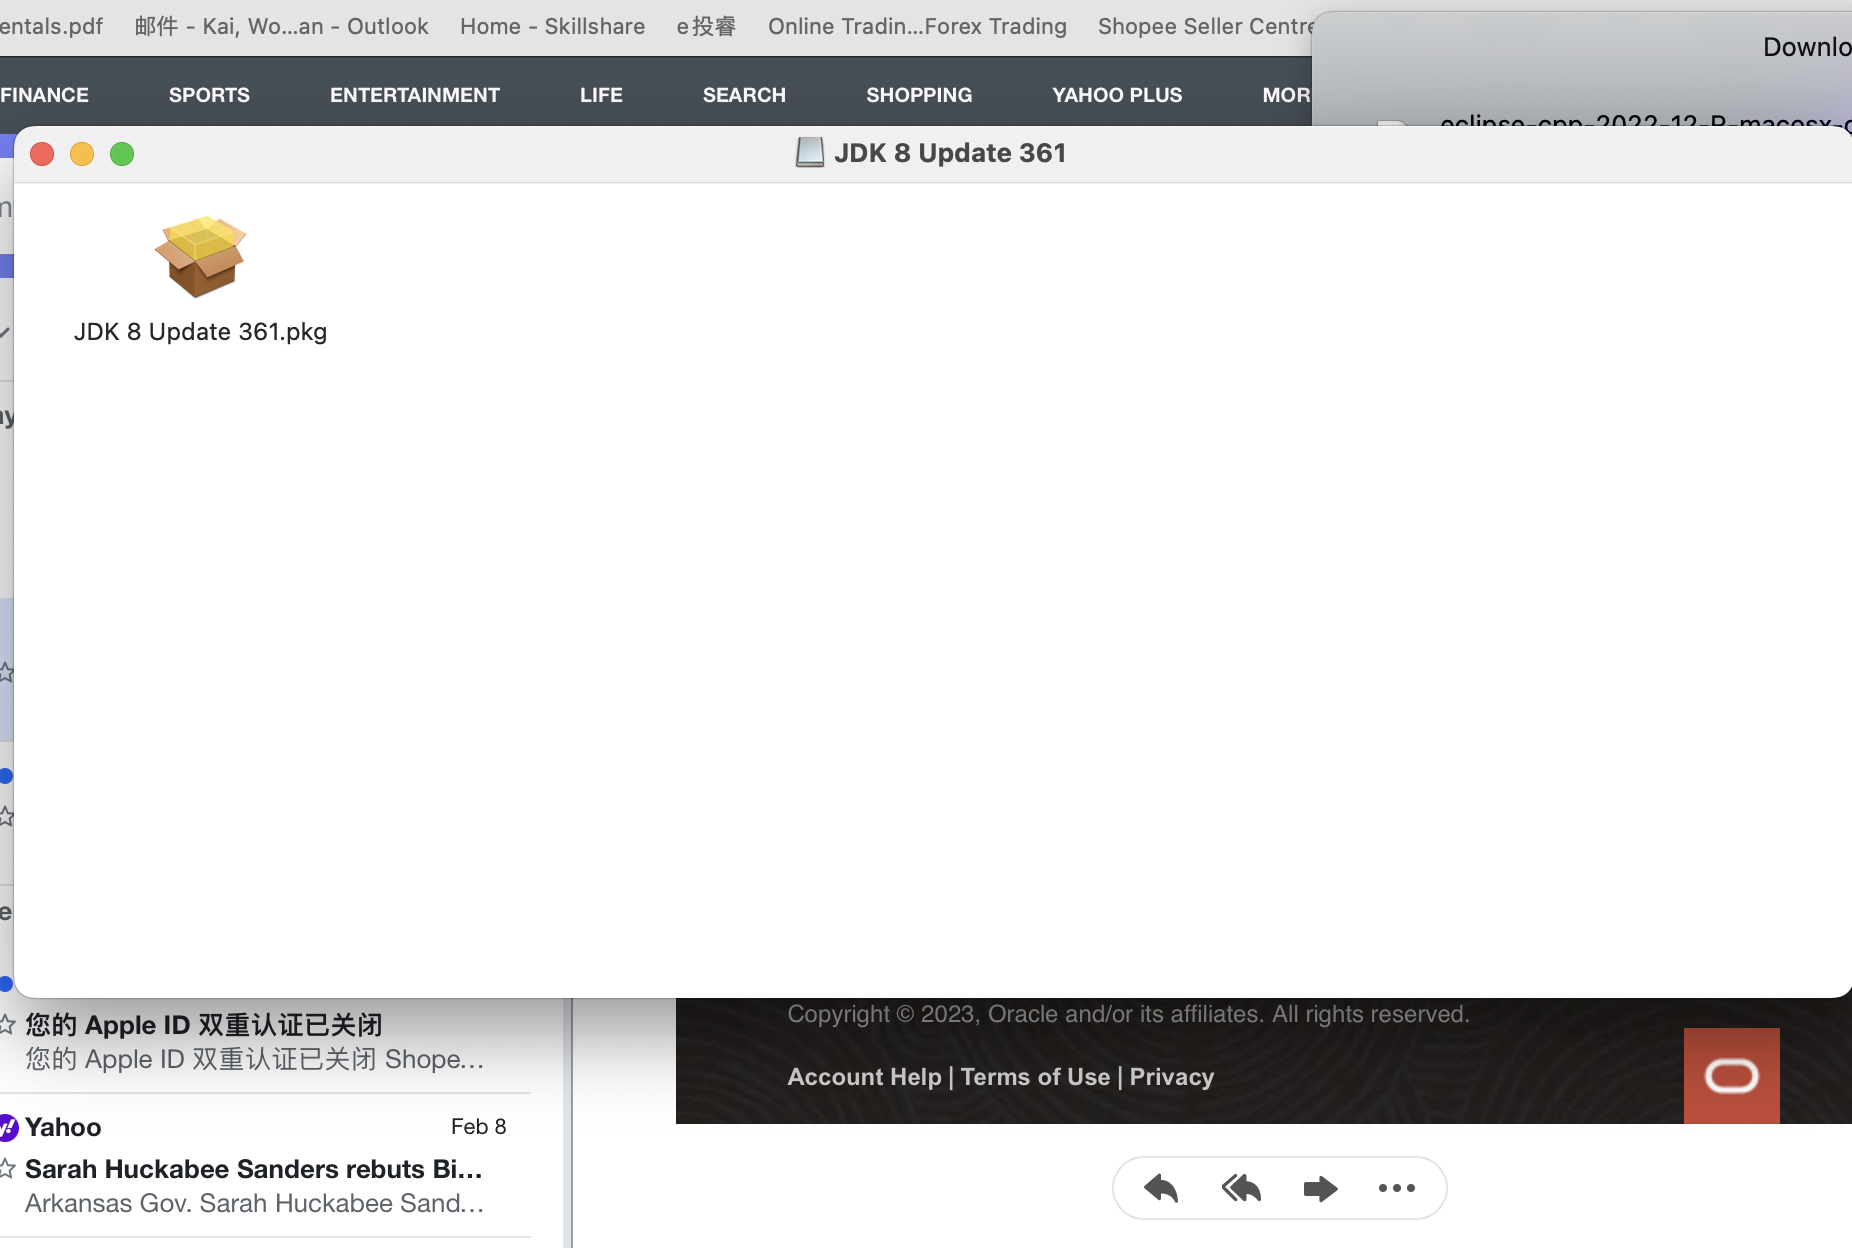 entals.pdf 邮件 - Kai, Wo...an - Outlook Home - Skillshare e投睿 Online Tradin...Forex Trading Shopee Seller Centre
Downlo
FINANCE SPORTS ENTERTAINMENT LIFE SEARCH SHOPPING YAHOO PLUS MOR
eclipse-cpp-2022-12-R-macosx-c
JDK 8 Update 361
JDK 8 Update 361.pkg
Copyright © 2023, Oracle and/or its affiliates. All rights reserved.
您的 Apple ID 双重认证已关闭
您的 Apple ID 双重认证已关闭 Shope...
Account Help | Terms of Use | Privacy
Yahoo Feb 8
Sarah Huckabee Sanders rebuts Bi...
Arkansas Gov. Sarah Huckabee Sand...